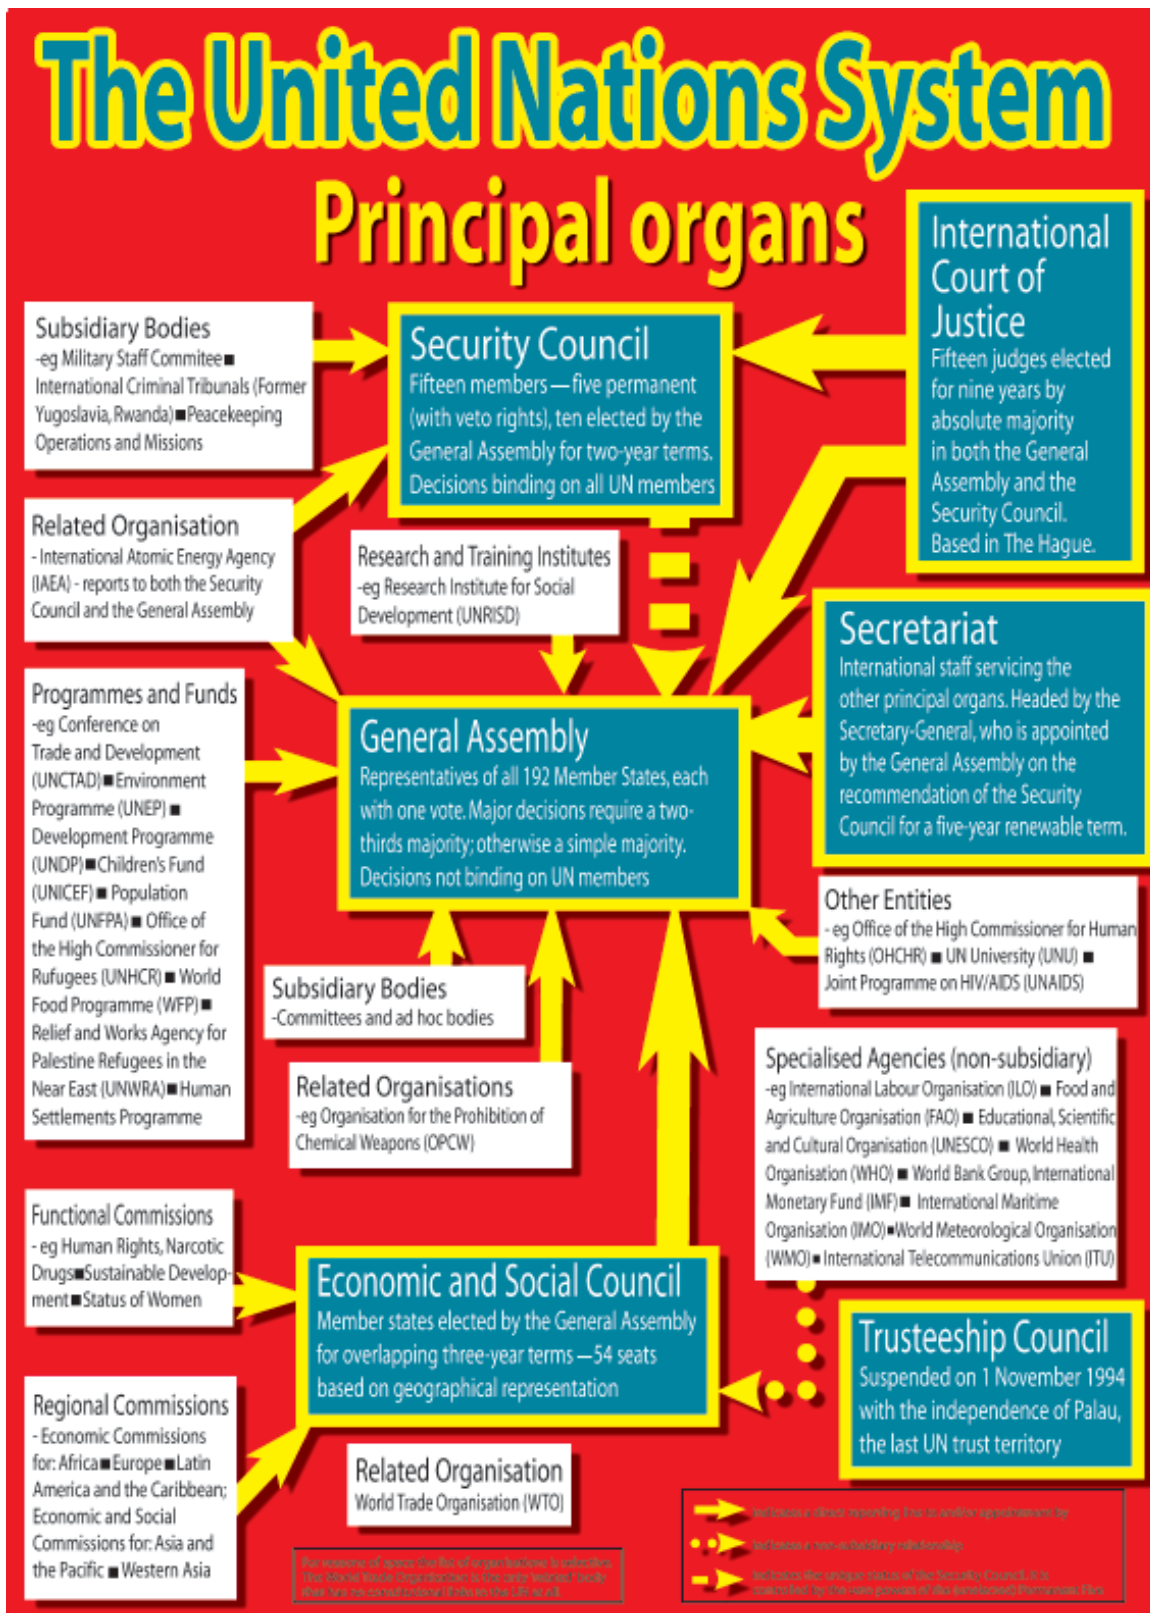 The United Nations System
Principal organs
International
Court of
Justice
Fifteen judges elected
for nine years by
absolute majority
in both the General
Assembly and the
Security Council.
Based in The Hague.
Subsidiary Bodies
-eg Military Staff Commitee■
International Criminal Tribunals (Former
Yugoslavia, Rwanda)■Peacekeeping
Operations and Missions
Security Council
Fifteen members — five permanent
(with veto rights), ten elected by the
General Assembly for two-year terms.
Decisions binding on all UN members
Related Organisation
- International Atomic Energy Agency
(IAEA) - reports to both the Security
Council and the General Assembly
Research and Training Institutes
-eg Research Institute for Social
Development (UNRISD)
Secretariat
International staff servicing the
other principal organs. Headed by the
Secretary-General, who is appointed
by the General Assembly on the
recommendation of the Security
Council for a five-year renewable term.
Programmes and Funds
-eg Conference on
Trade and Development
(UNCTAD)■Environment
Programme (UNEP) ■
Development Programme
(UNDP)■Children's Fund
(UNICEF)■ Population
Fund (UNFPA)■ Office of
the High Commissioner for
Rufugees (UNHCR) ■ World
Food Programme (WFP)■
Relief and Works Agency for
Palestine Refugees in the
Near East (UNWRA)■Human
Settlements Programme
General Assembly
Representatives of all 192 Member States, each
with one vote. Major decisions require a two-
thirds majority; otherwise a simple majority.
Decisions not binding on UN members
Other Entities
- eg Office of the High Commissioner for Human
Rights (OHCHR) ■ UN University (UNU) ■
Joint Programme on HIV/AIDS (UNAIDS)
Subsidiary Bodies
-Committees and ad hoc bodies
Related Organisations
-eg Organisation for the Prohibition of
Chemical Weapons (OPCW)
Specialised Agencies (non-subsidiary)
-eg International Labour Organisation (ILO) ■ Food and
Agriculture Organisation (FAO) ■ Educational, Scientific
and Cultural Organisation (UNESCO) ■ World Health
Organisation (WHO) ■ World Bank Group, International
Monetary Fund (IMF)■ International Maritime
Organisation (IMO)■World Meteorological Organisation
(WMO)■ International Telecommunications Union (ITU)
Functional Commissions
- eg Human Rights, Narcotic
Drugs■Sustainable Develop-
ment■Status of Women
Economic and Social Council
Member states elected by the General Assembly
for overlapping three-year terms —54 seats
based on geographical representation
Trusteeship Council
Suspended on 1 November 1994
with the independence of Palau,
the last UN trust territory
Regional Commissions
- Economic Commissions
for: Africa■Europe■Latin
America and the Caribbean;
Economic and Social
Commissions for: Asia and
the Pacific ■ Western Asia
Related Organisation
World Trade Organisation (WTO)
indicates a non-subsidiary relationship
For reasons of space the list of organisations is selective.